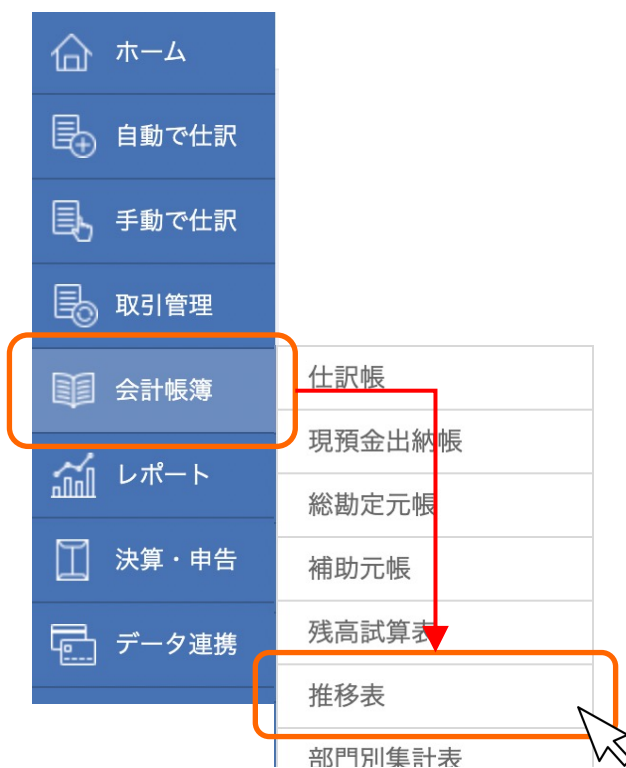 ホーム
自動で仕訳
手動で仕訳
取引管理
会計帳簿
レポート
決算・申告
データ連携
仕訳帳
現預金出納帳
総勘定元帳
補助元帳
残高試算表
推移表
部門別集計表